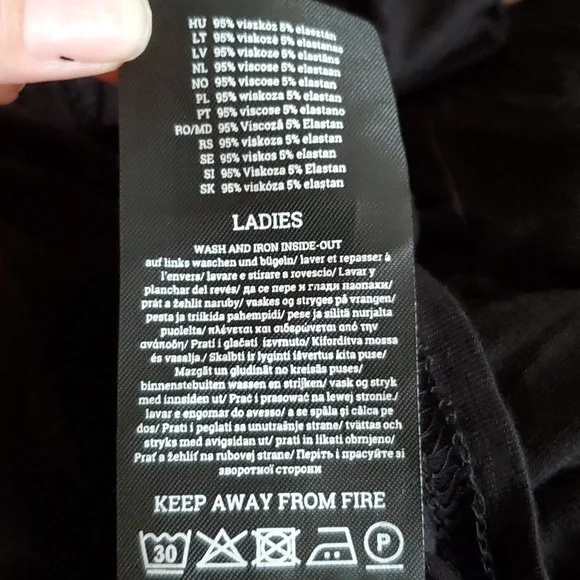 HU 95% viszkóz 5% elasztán
LT 95% viskozė 5% elastanas
LV 95% viskoze 5% elastāns
NL 95% viscose 5% elastaan
NO 95% viscose 5% elastan
PL 95% wiskoza 5% elastan
PT 95% viscose 5% elastano
RO/MD 95% Viscoză 5% Elastan
RS 95% viskoza 5% elastan
SE 95% viskos 5% elastan
SI 95% Viskoza 5% Elastan
SK 95% viskóza 5% elastan
LADIES
WASH AND IRON INSIDE-OUT
auf links waschen und bügeln/ laver et repasser à
l'envers/ lavare e stirare a rovescio/ Lavar y
planchar del revés/ да се пере и глади наопаки/
prát a žehlit naruby/ vaskes og stryges på vrangen/
pesta ja triikida pahempidi/ pese ja silitä nurjalta
puolelta/ πλένεται και σιδερώνεται από την
ανάποδη/ Prati i glačati izvrnuto/ Kifordítva mossa
és vasalja./ Skalbti ir lyginti išvertus kita puse/
Mazgāt un gludināt no kreisās puses/
binnenstebuiten wassen en strijken/ vask og stryk
med innsiden ut/ Prać i prasować na lewej stronie./
lavar e engomar do avesso/ a se spăla și călca pe
dos/ Prati i peglati sa unutrašnje strane/ tvättas och
stryks med avigsidan ut/ prati in likati obrnjeno/
Prať a žehliť na rubovej strane/ Періть і прасуйте зі
зворотної сторони
KEEP AWAY FROM FIRE
30 P